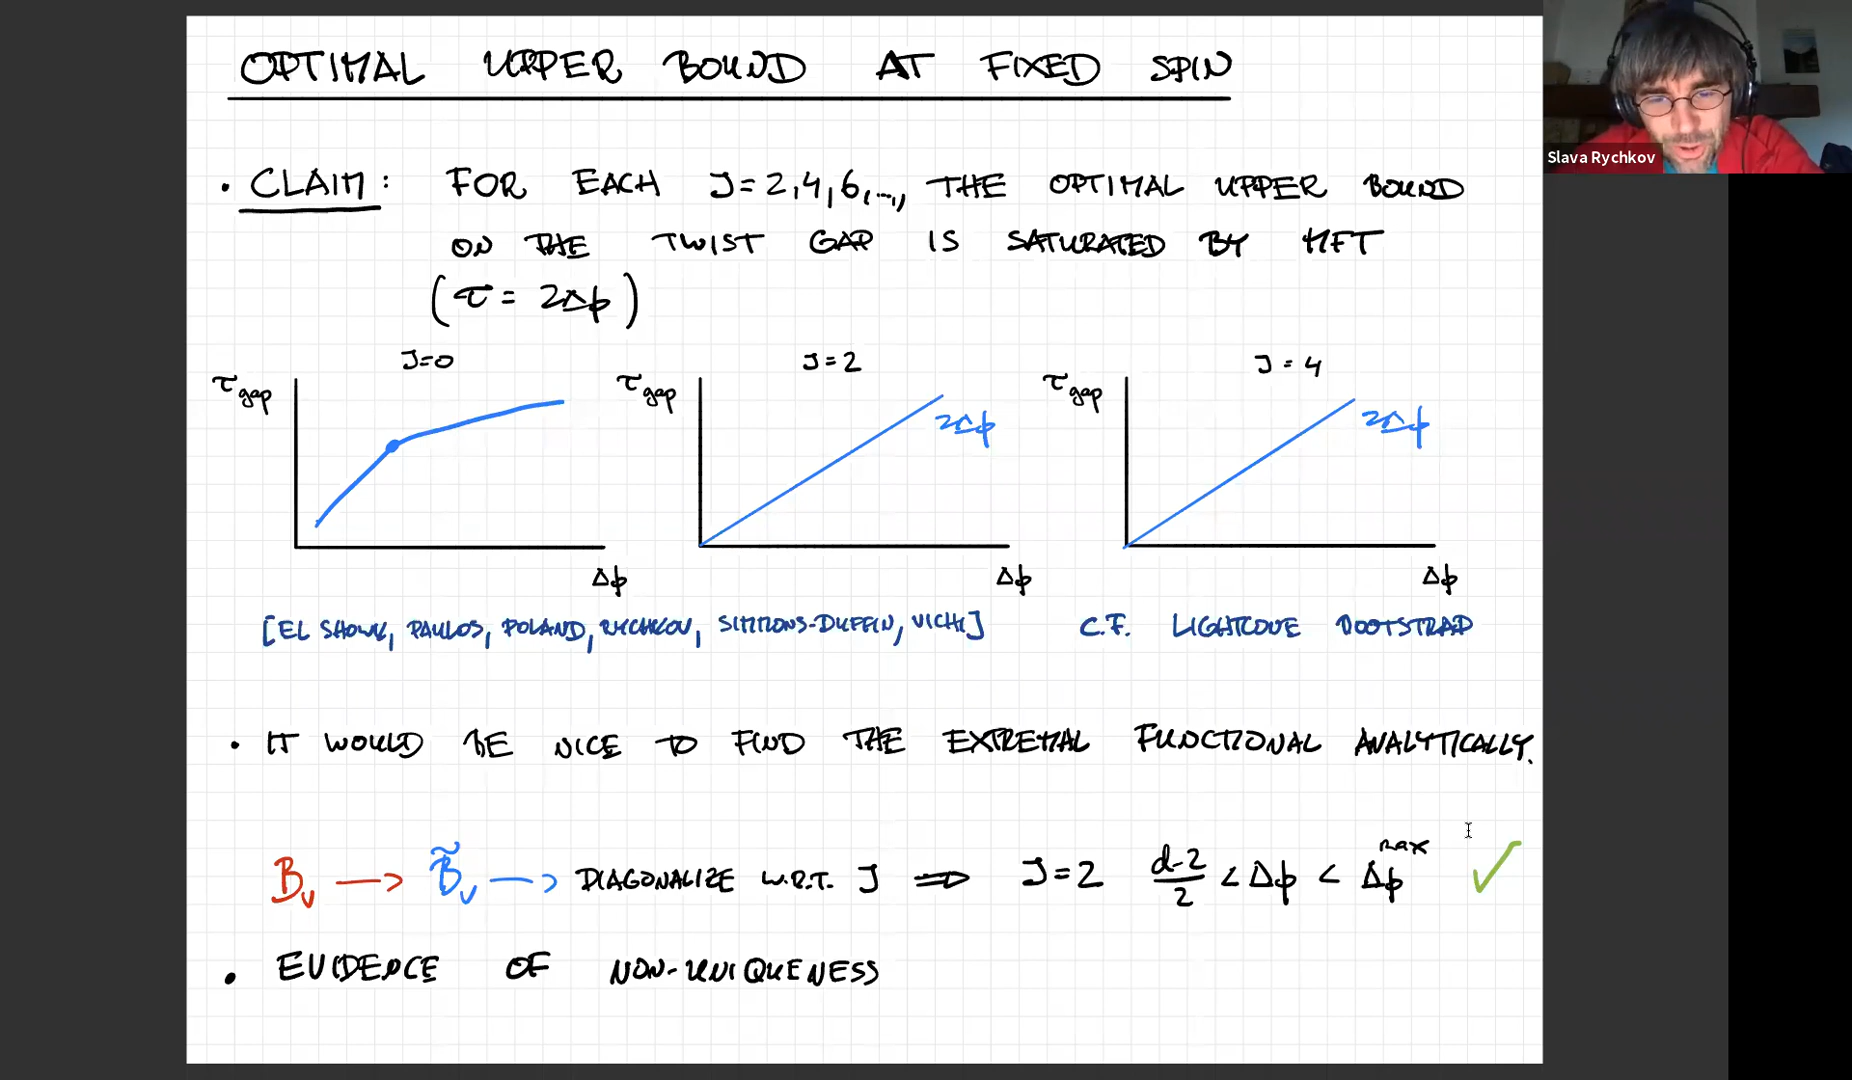 OPTIMAL UPPER BOUND AT FIXED SPIN
Slava Rychkov
• CLAIM: FOR EACH J=2,4,6,..., THE OPTIMAL UPPER BOUND
ON THE TWIST GAP IS SATURATED BY MFT
(τ = 2Δϕ)
J=0
J=2
J=4
τgap
τgap
τgap
2Δϕ
2Δϕ
Δϕ
Δϕ
Δϕ
[EL SHOWK, PAULOS, POLAND, RYCHKOV, SIMMONS-DUFFIN, VICHI]
C.F. LIGHTCONE BOOTSTRAP
• IT WOULD BE NICE TO FIND THE EXTREMAL FUNCTIONAL ANALYTICALLY.
Bv → B̃v → DIAGONALIZE W.R.T. J ⇒ J=2 (d-2)/2 < Δϕ < Δϕ^max ✓
• EVIDENCE OF NON-UNIQUENESS